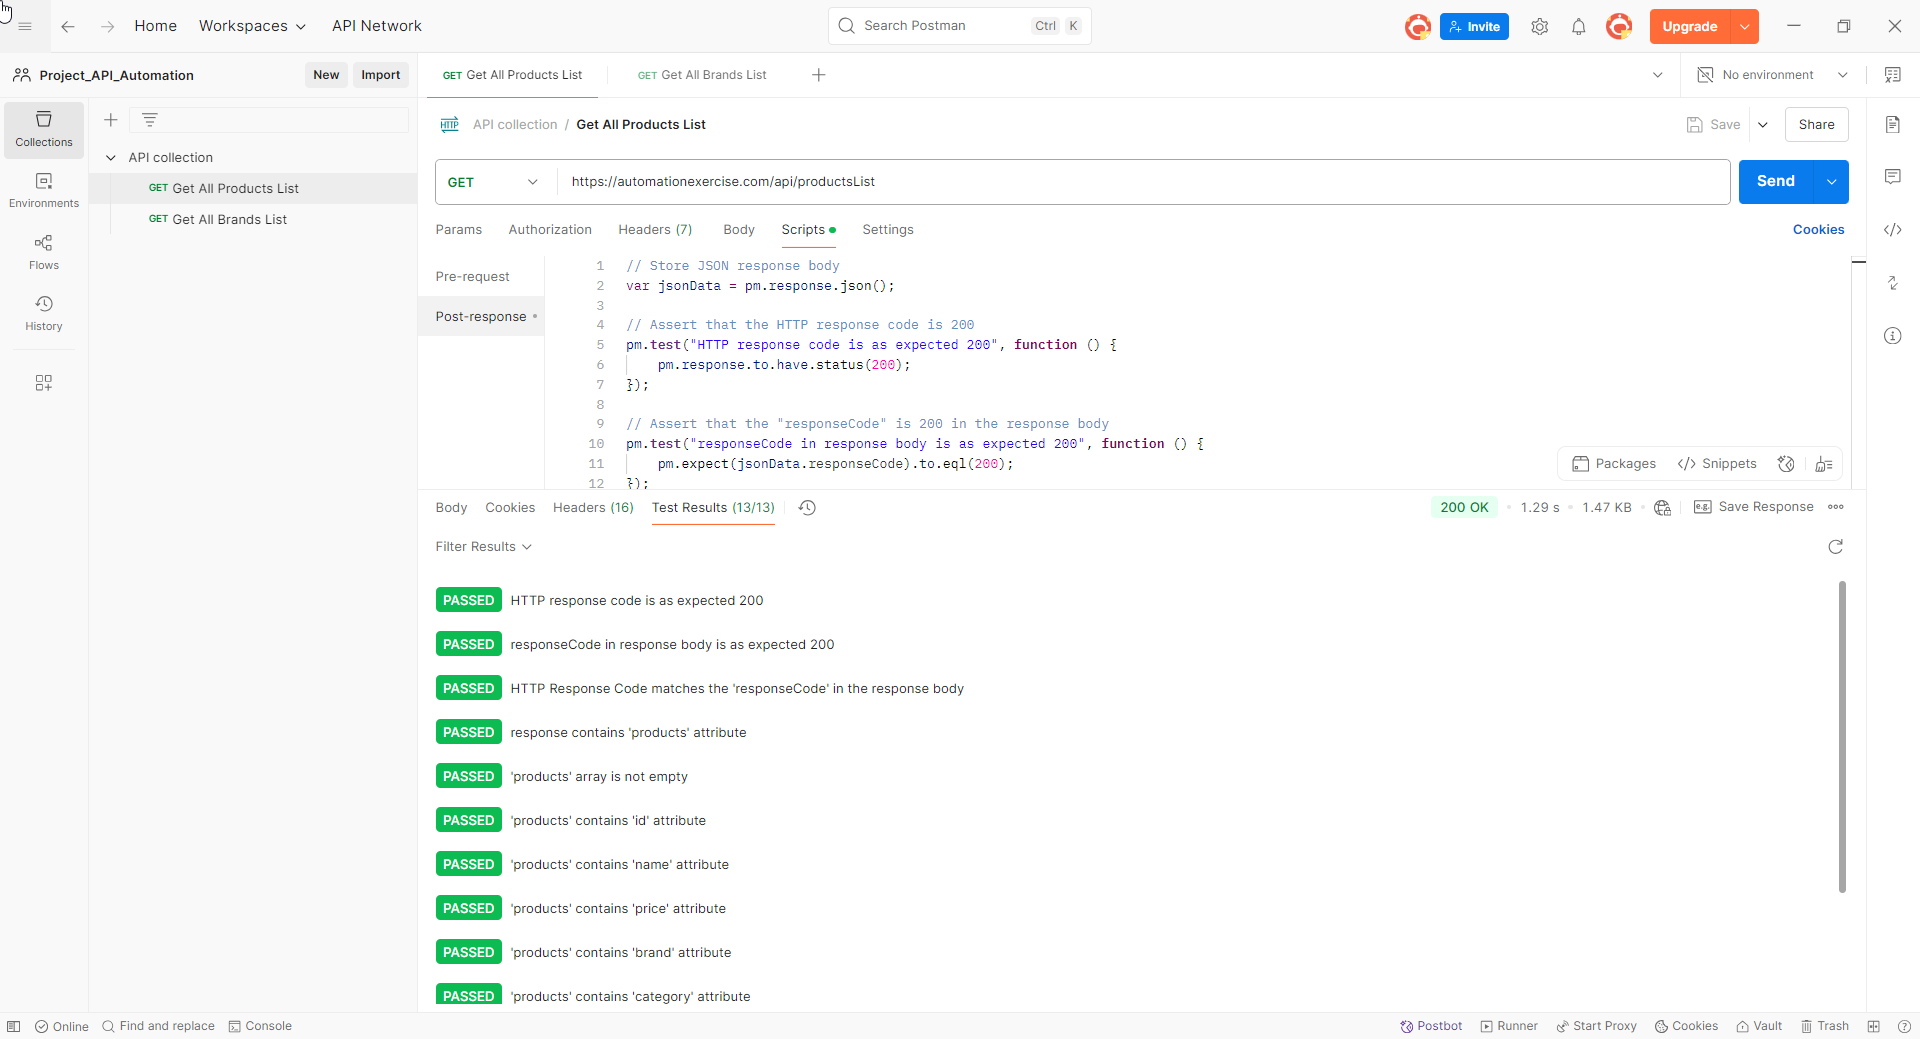 Home
Workspaces
API Network
Search Postman
Ctrl
K
Invite
Upgrade
Project_API_Automation
New
Import
GET Get All Products List
GET Get All Brands List
No environment
Collections
Environments
Flows
History
API collection
GET Get All Products List
GET Get All Brands List
HTTP
API collection / Get All Products List
Save
Share
GET
https://automationexercise.com/api/productsList
Send
Params
Authorization
Headers (7)
Body
Scripts
Settings
Cookies
Pre-request
Post-response
1 // Store JSON response body
2 var jsonData = pm.response.json();
3
4 // Assert that the HTTP response code is 200
5 pm.test("HTTP response code is as expected 200", function () {
6 pm.response.to.have.status(200);
7 });
8
9 // Assert that the "responseCode" is 200 in the response body
10 pm.test("responseCode in response body is as expected 200", function () {
11 pm.expect(jsonData.responseCode).to.eql(200);
12 });
Packages
Snippets
Body
Cookies
Headers (16)
Test Results (13/13)
200 OK
1.29 s
1.47 KB
e.g.
Save Response
Filter Results
PASSED HTTP response code is as expected 200
PASSED responseCode in response body is as expected 200
PASSED HTTP Response Code matches the 'responseCode' in the response body
PASSED response contains 'products' attribute
PASSED 'products' array is not empty
PASSED 'products' contains 'id' attribute
PASSED 'products' contains 'name' attribute
PASSED 'products' contains 'price' attribute
PASSED 'products' contains 'brand' attribute
PASSED 'products' contains 'category' attribute
Online
Find and replace
Console
Postbot
Runner
Start Proxy
Cookies
Vault
Trash